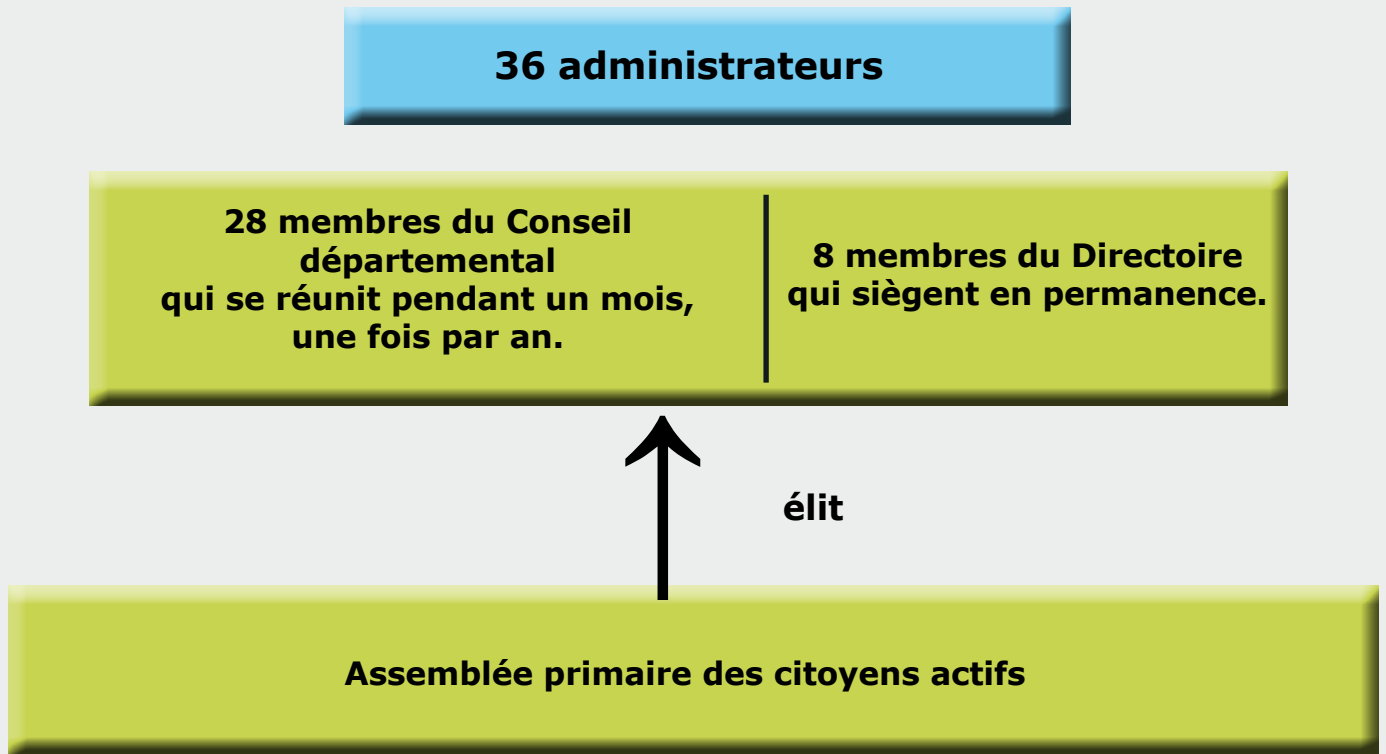 36 administrateurs
28 membres du Conseil
départemental
qui se réunit pendant un mois,
une fois par an.
8 membres du Directoire
qui siègent en permanence.
élit
Assemblée primaire des citoyens actifs